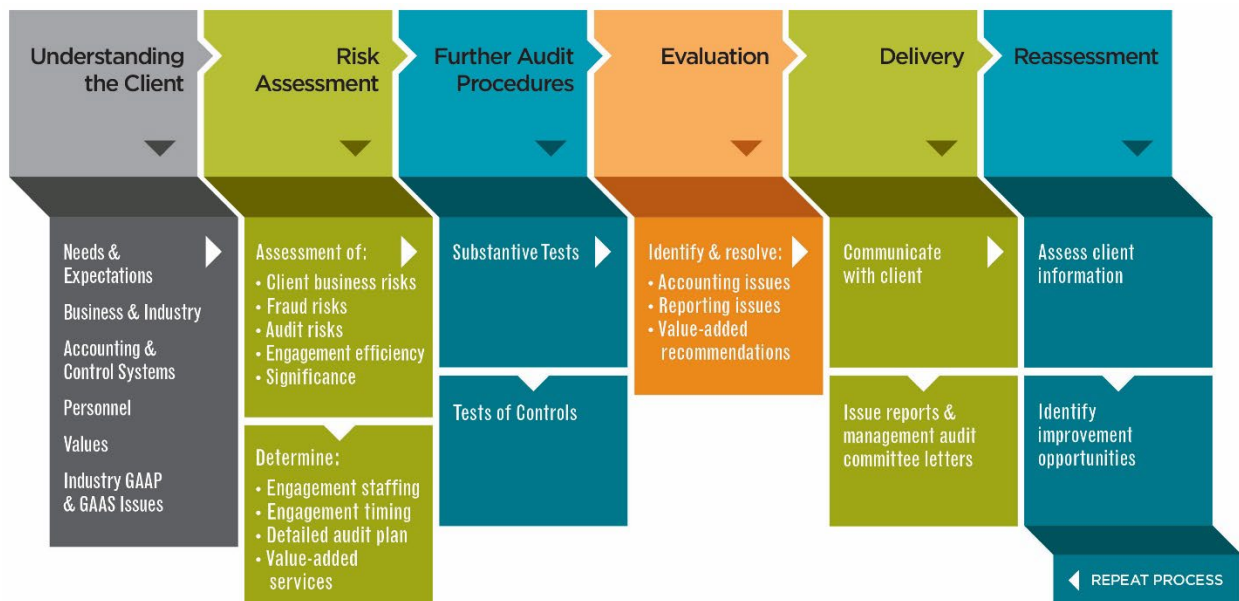 Understanding
the Client
Risk
Assessment
Further Audit
Procedures
Evaluation
Delivery
Reassessment
Needs &
Expectations
Business & Industry
Accounting &
Control Systems
Personnel
Values
Industry GAAP
& GAAS Issues
Assessment of:
• Client business risks
• Fraud risks
• Audit risks
• Engagement efficiency
• Significance
Determine:
• Engagement staffing
• Engagement timing
• Detailed audit plan
• Value-added
services
Substantive Tests
Tests of Controls
Identify & resolve:
• Accounting issues
• Reporting issues
• Value-added
recommendations
Communicate
with client
Issue reports &
management audit
committee letters
Assess client
information
Identify
improvement
opportunities
REPEAT PROCESS